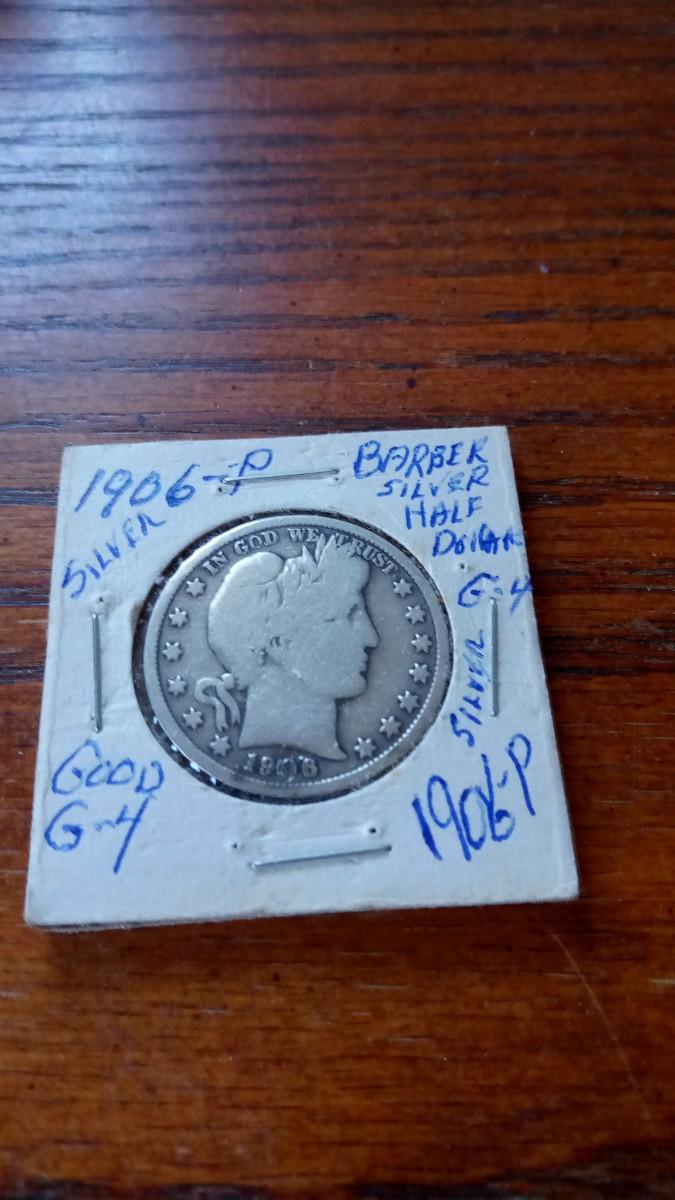 1906-P
SILVER
BARBER
SILVER
HALF
DOLLAR
G-4
SILVER
1906-P
GOOD
G-4
IN GOD WE TRUST
1906